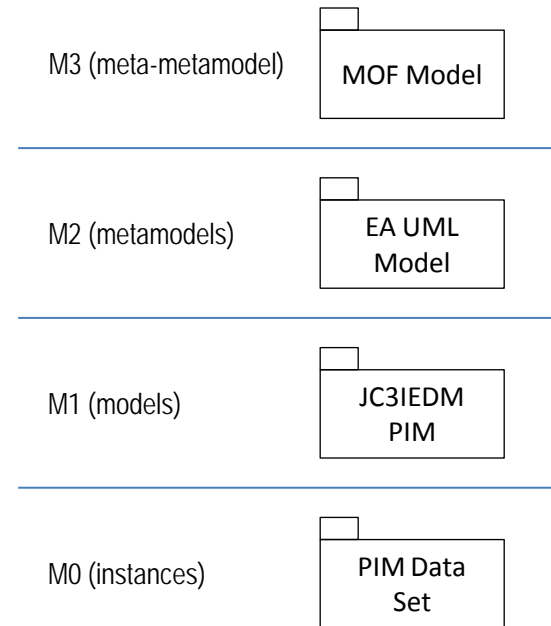 M3 (meta-metamodel)
MOF Model
M2 (metamodels)
EA UML
Model
M1 (models)
JC3IEDM
PIM
M0 (instances)
PIM Data
Set